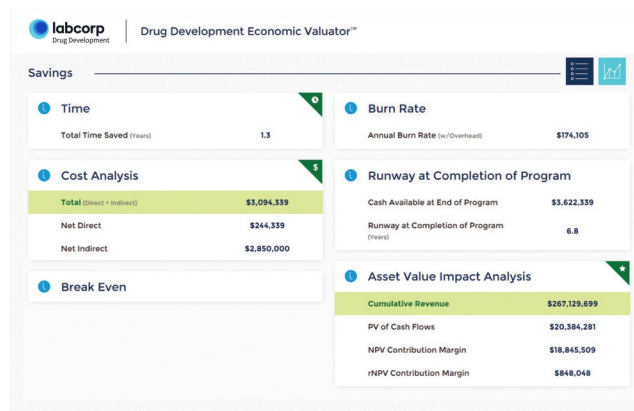 labcorp
Drug Development
Drug Development Economic Valuator™
Savings
Time
Total Time Saved (Years) 1.3
Cost Analysis
$
Total (Direct + Indirect) $3,094,339
Net Direct $244,339
Net Indirect $2,850,000
Break Even
Burn Rate
Annual Burn Rate (w/Overhead) $174,105
Runway at Completion of Program
Cash Available at End of Program $3,622,339
Runway at Completion of Program
(Years) 6.8
Asset Value Impact Analysis
Cumulative Revenue $267,129,699
PV of Cash Flows $20,384,281
NPV Contribution Margin $18,845,509
rNPV Contribution Margin $848,048